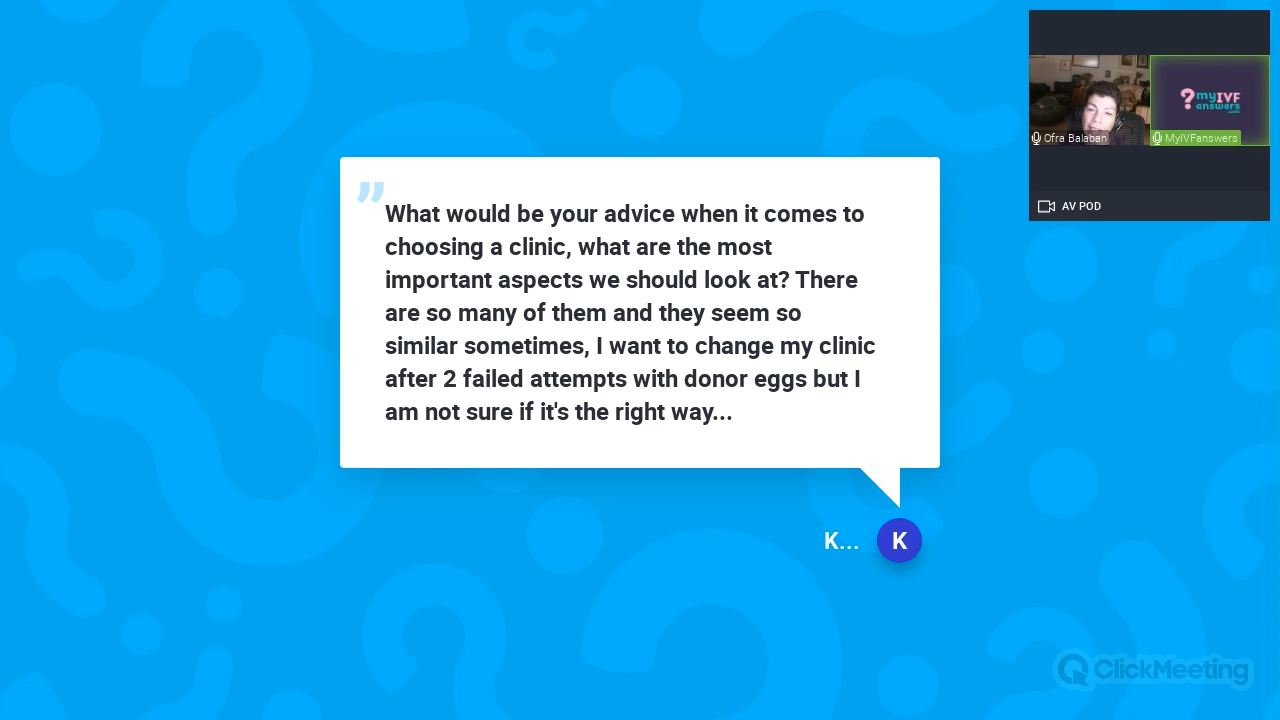 What would be your advice when it comes to
choosing a clinic, what are the most
important aspects we should look at? There
are so many of them and they seem so
similar sometimes, I want to change my clinic
after 2 failed attempts with donor eggs but I
am not sure if it's the right way...
K...
K
myIVF
answers
.com
Ofra Balaban
MyIVFanswers
AV POD
ClickMeeting